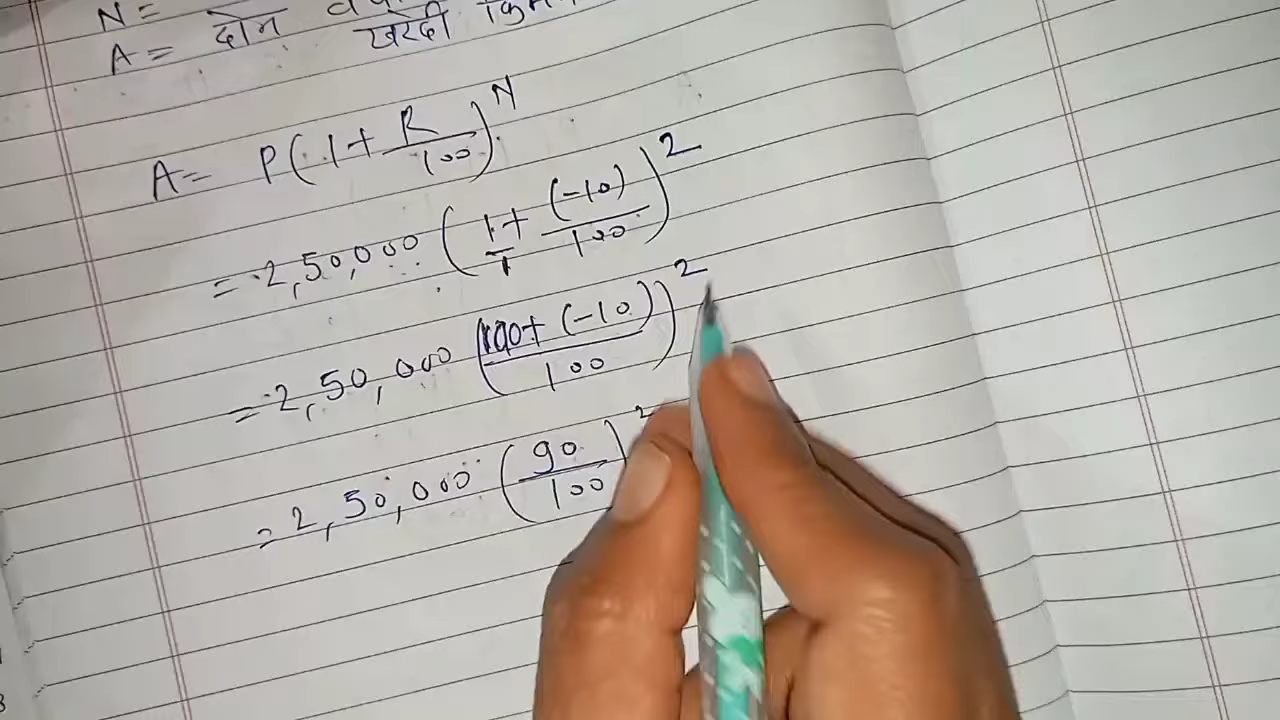 N=
A= दोन
खरदी
A= P(1+R/100)^N
=2,50,000 (1/1+(-10)/100)^2
=2,50,000 (100+(-10)/100)^2
=2,50,000 (90/100)^2